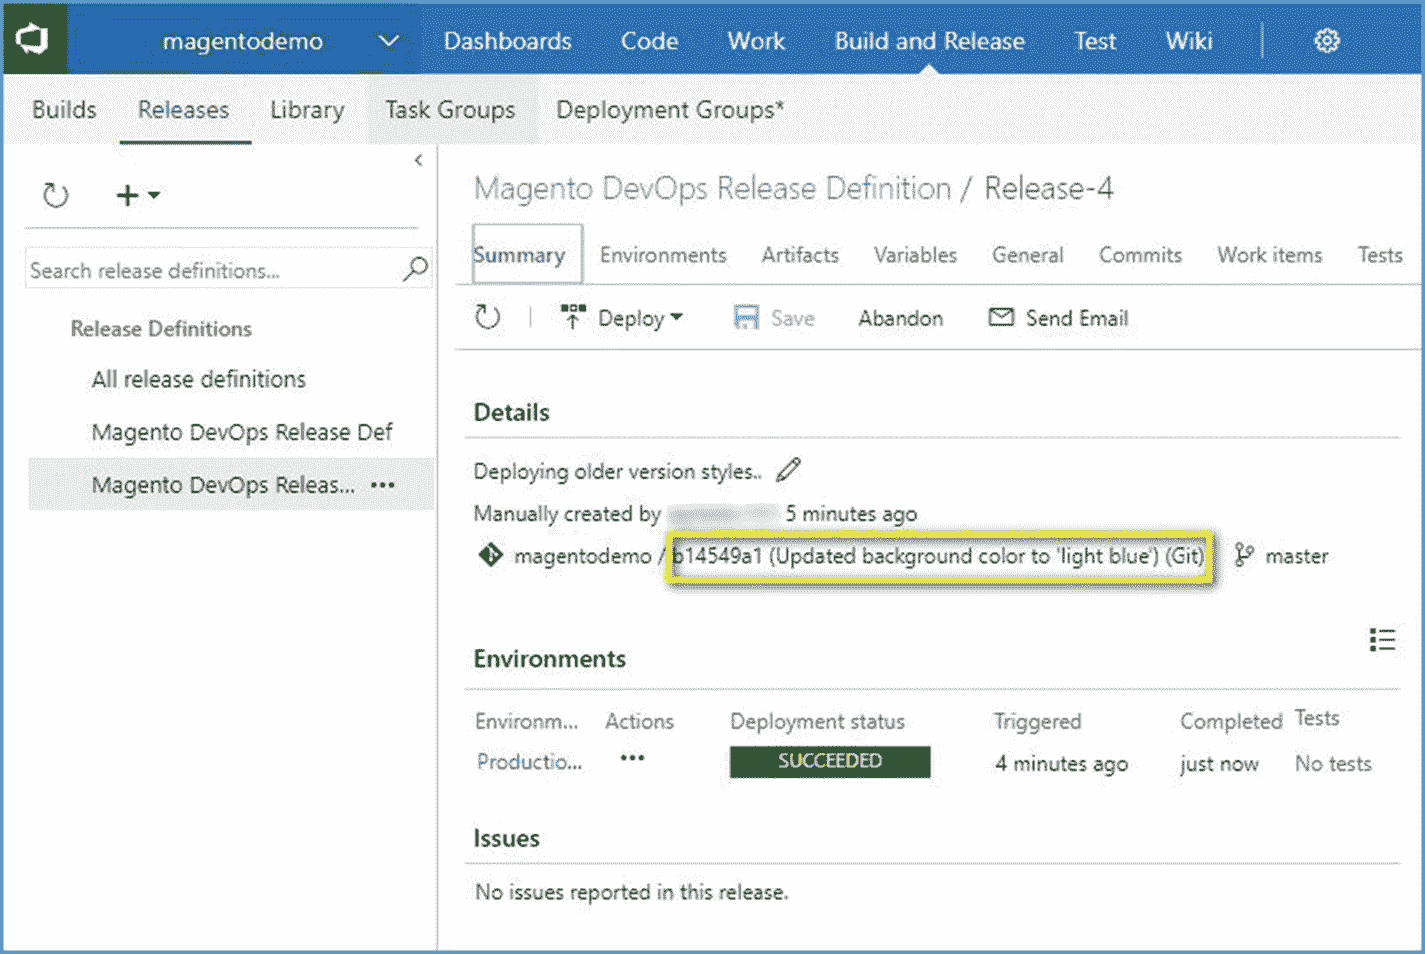 magentodemo Dashboards Code Work Build and Release Test Wiki
Builds Releases Library Task Groups Deployment Groups*
Search release definitions...
Release Definitions
All release definitions
Magento DevOps Release Def
Magento DevOps Releas... •••
Magento DevOps Release Definition / Release-4
Summary Environments Artifacts Variables General Commits Work items Tests
Deploy Save Abandon Send Email
Details
Deploying older version styles..
Manually created by 5 minutes ago
magentodemo / b14549a1 (Updated background color to 'light blue') (Git) master
Environments
Environm... Actions Deployment status Triggered Completed Tests
Productio... ••• SUCCEEDED 4 minutes ago just now No tests
Issues
No issues reported in this release.